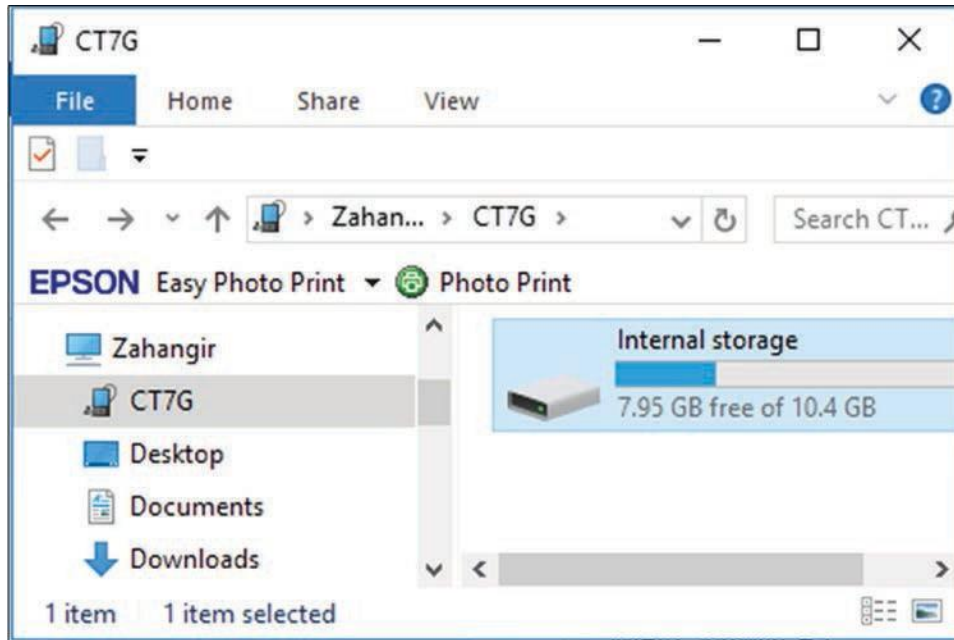 CT7G
File Home Share View
Zahan... CT7G
Search CT...
EPSON Easy Photo Print Photo Print
Zahangir
CT7G
Desktop
Documents
Downloads
Internal storage
7.95 GB free of 10.4 GB
1 item 1 item selected